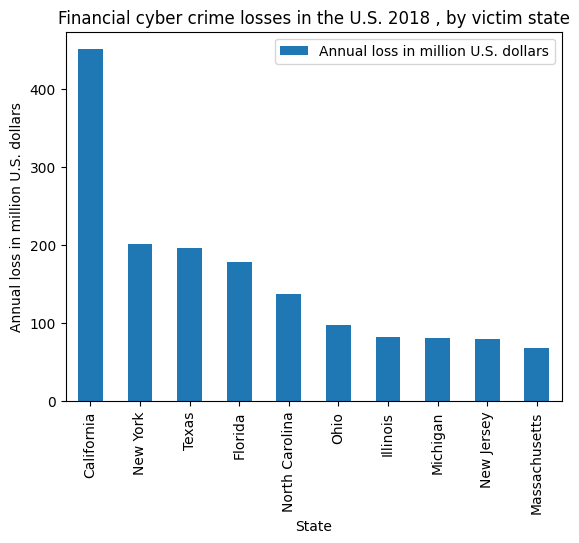 Financial cyber crime losses in the U.S. 2018 , by victim state
Annual loss in million U.S. dollars
Annual loss in million U.S. dollars
400
300
200
100
0
California
New York
Texas
Florida
North Carolina
Ohio
Illinois
Michigan
New Jersey
Massachusetts
State